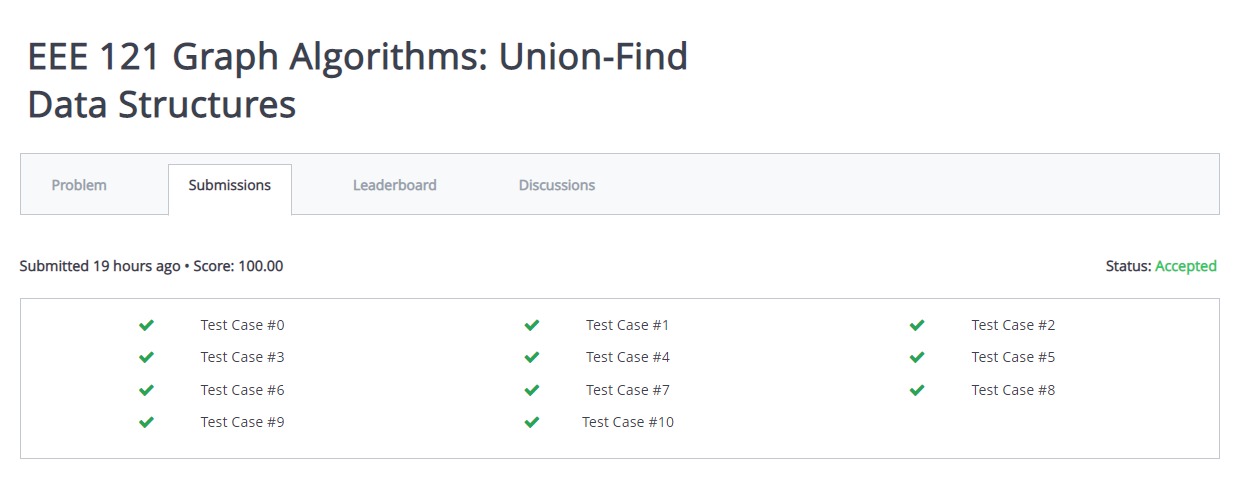 EEE 121 Graph Algorithms: Union-Find
Data Structures
Problem Submissions Leaderboard Discussions
Submitted 19 hours ago • Score: 100.00 Status: Accepted
Test Case #0 Test Case #1 Test Case #2
Test Case #3 Test Case #4 Test Case #5
Test Case #6 Test Case #7 Test Case #8
Test Case #9 Test Case #10